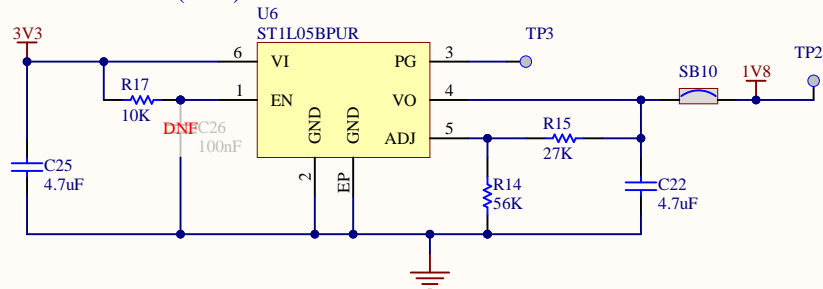 U6
ST1L05BPUR
3V3
TP3
TP2
6
VI
PG
3
R17
10K
1
EN
VO
4
SB10
1V8
DNF
C26
100nF
GND
GND
ADJ
5
R15
27K
C25
4.7uF
2
EP
R14
56K
C22
4.7uF